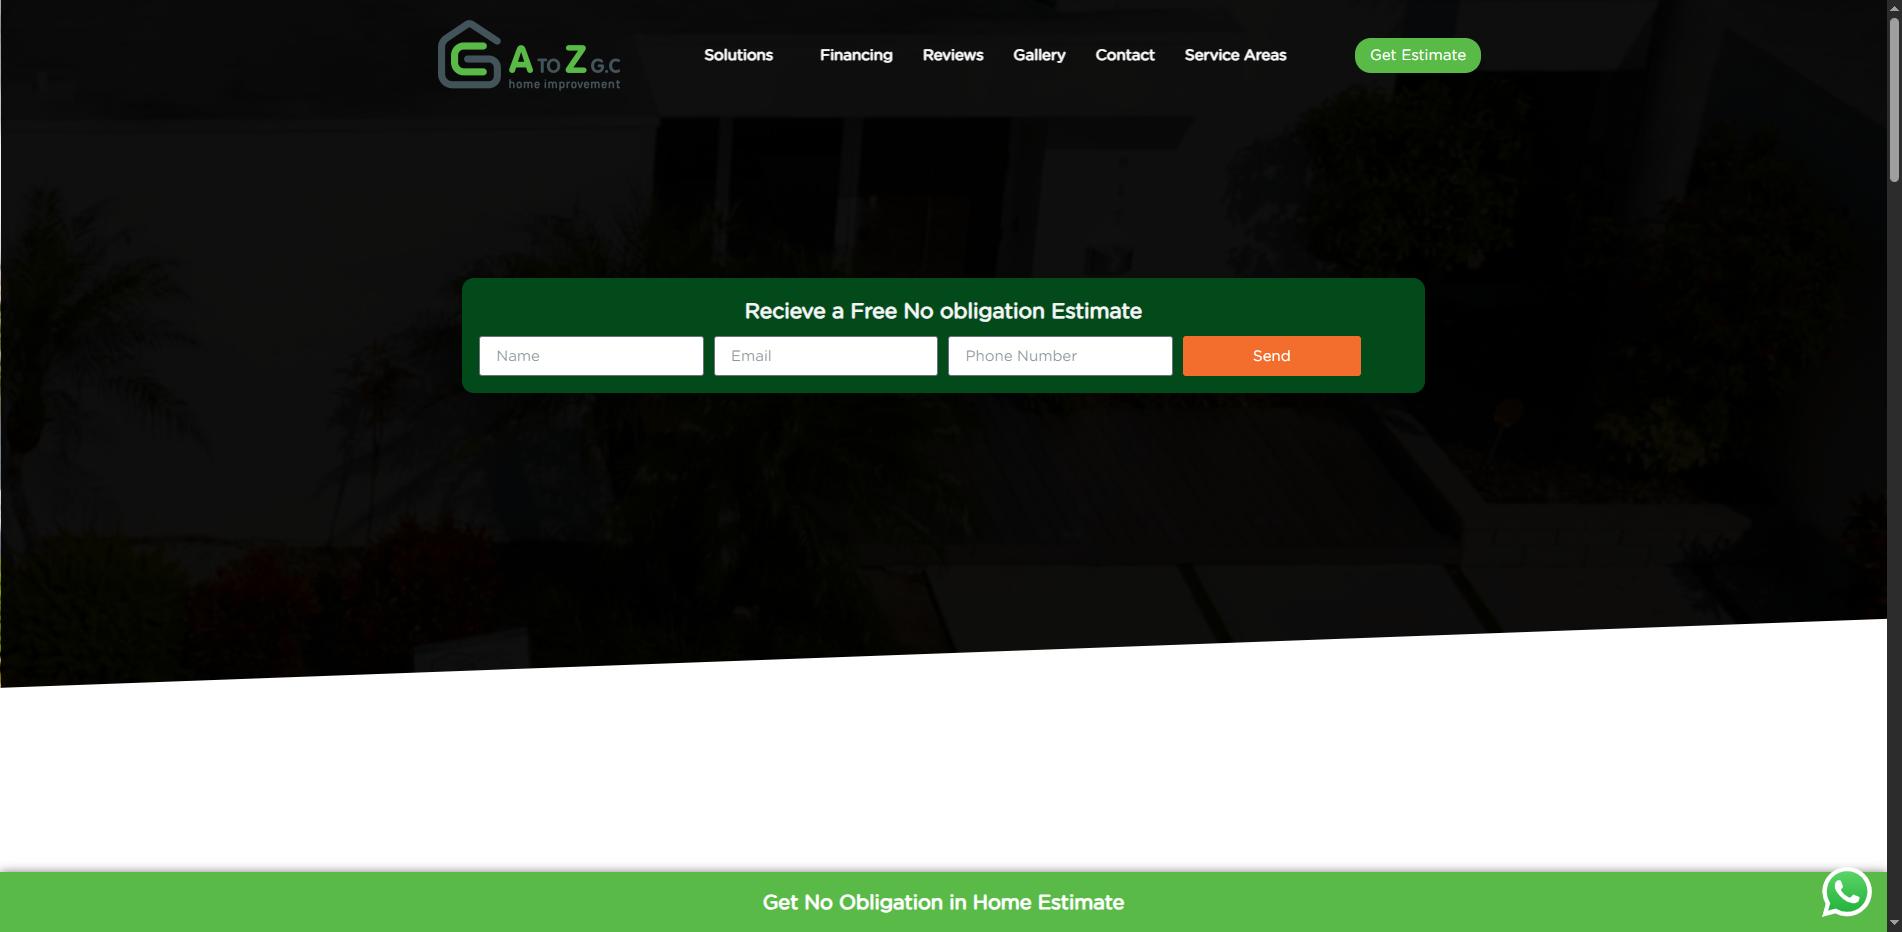 A TO Z G.C
home improvement
Solutions
Financing
Reviews
Gallery
Contact
Service Areas
Get Estimate
Recieve a Free No obligation Estimate
Name
Email
Phone Number
Send
Get No Obligation in Home Estimate